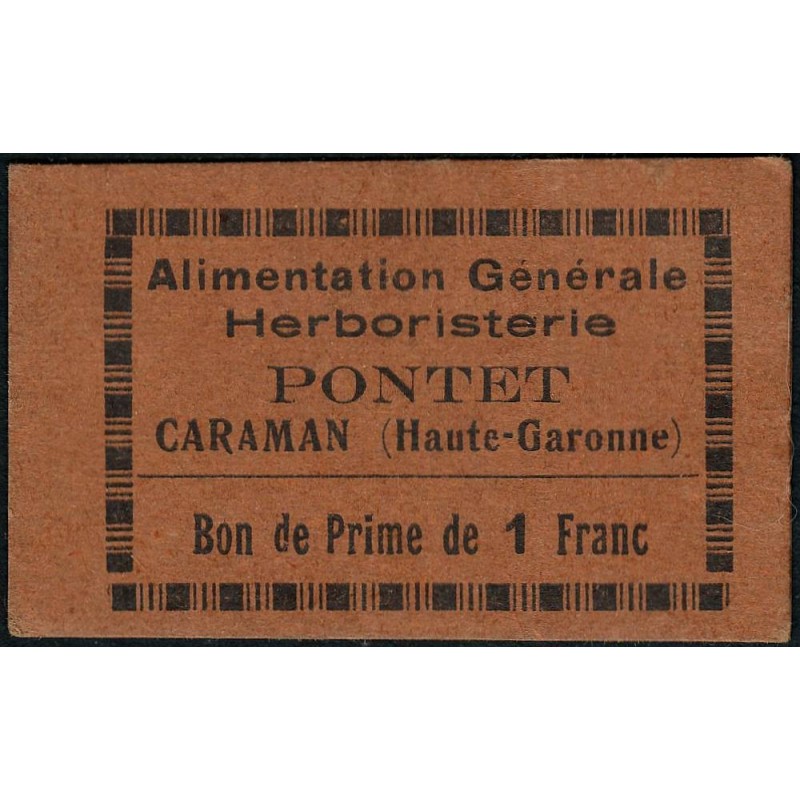 Alimentation Générale
Herboristerie
PONTET
CARAMAN (Haute-Garonne)
Bon de Prime de 1 Franc